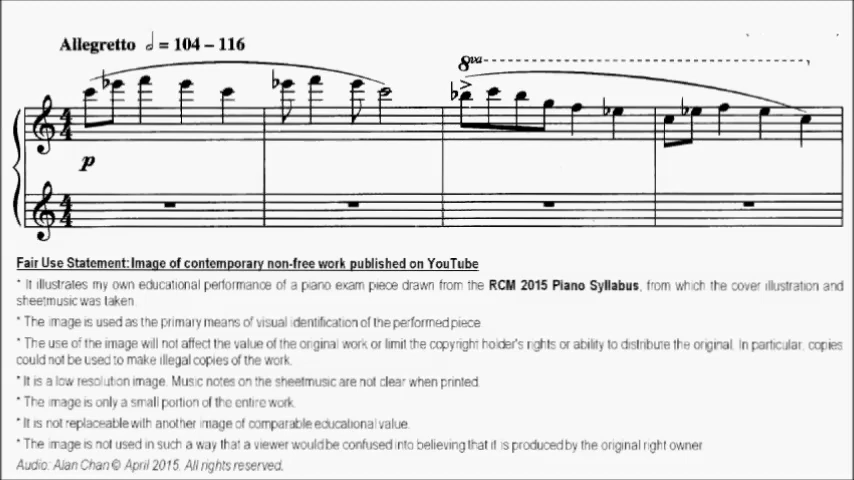 Allegretto 𝅗𝅥 = 104 – 116
8va
p
Fair Use Statement: Image of contemporary non-free work published on YouTube
* It illustrates my own educational performance of a piano exam piece drawn from the RCM 2015 Piano Syllabus, from which the cover illustration and
sheetmusic was taken.
* The image is used as the primary means of visual identification of the performed piece.
* The use of the image will not affect the value of the original work or limit the copyright holder's rights or ability to distribute the original. In particular, copies
could not be used to make illegal copies of the work.
* It is a low resolution image. Music notes on the sheetmusic are not clear when printed.
* The image is only a small portion of the entire work.
* It is not replaceable with another image of comparable educational value.
* The image is not used in such a way that a viewer would be confused into believing that it is produced by the original right owner
Audio: Alan Chan © April 2015. All rights reserved.